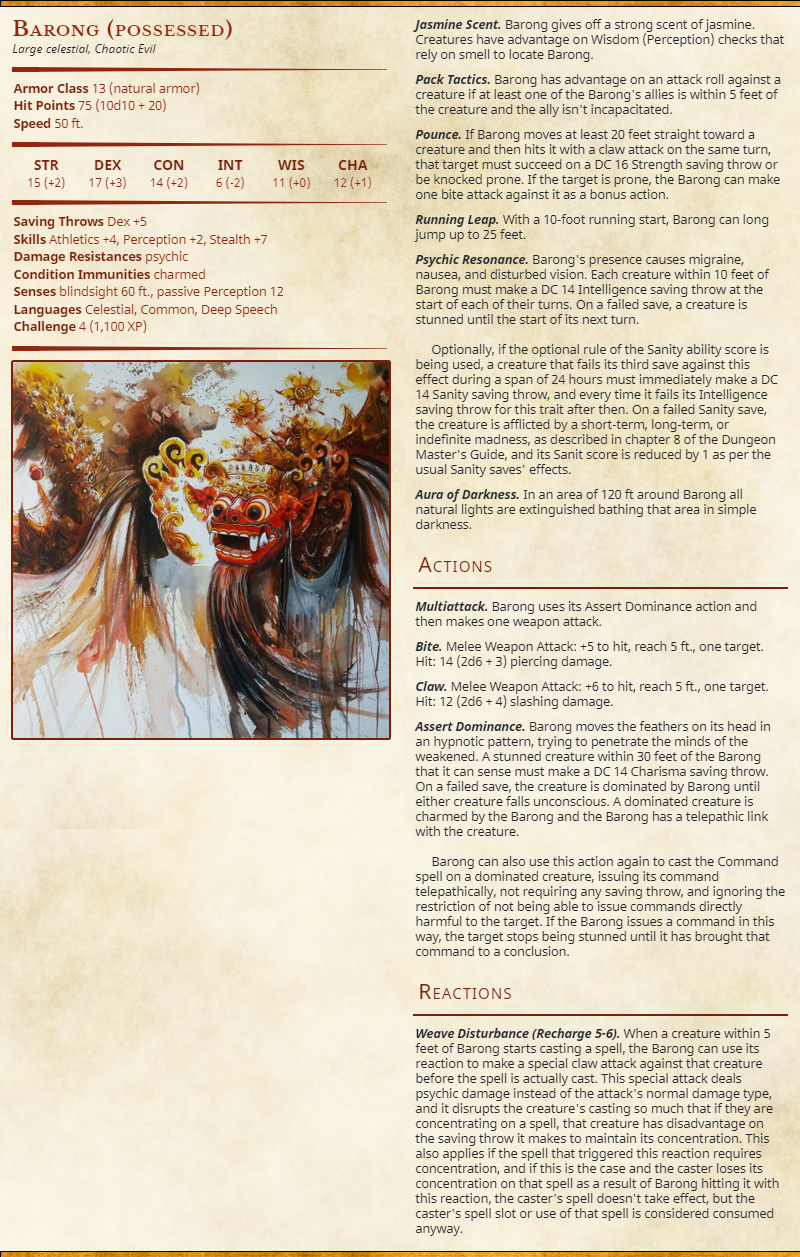 Barong (possessed)
Large celestial, Chaotic Evil
Armor Class 13 (natural armor)
Hit Points 75 (10d10 + 20)
Speed 50 ft.
STR DEX CON INT WIS CHA
15 (+2) 17 (+3) 14 (+2) 6 (-2) 11 (+0) 12 (+1)
Saving Throws Dex +5
Skills Athletics +4, Perception +2, Stealth +7
Damage Resistances psychic
Condition Immunities charmed
Senses blindsight 60 ft., passive Perception 12
Languages Celestial, Common, Deep Speech
Challenge 4 (1,100 XP)
Jasmine Scent. Barong gives off a strong scent of jasmine.
Creatures have advantage on Wisdom (Perception) checks that
rely on smell to locate Barong.
Pack Tactics. Barong has advantage on an attack roll against a
creature if at least one of the Barong's allies is within 5 feet of
the creature and the ally isn't incapacitated.
Pounce. If Barong moves at least 20 feet straight toward a
creature and then hits it with a claw attack on the same turn,
that target must succeed on a DC 16 Strength saving throw or
be knocked prone. If the target is prone, the Barong can make
one bite attack against it as a bonus action.
Running Leap. With a 10-foot running start, Barong can long
jump up to 25 feet.
Psychic Resonance. Barong's presence causes migraine,
nausea, and disturbed vision. Each creature within 10 feet of
Barong must make a DC 14 Intelligence saving throw at the
start of each of their turns. On a failed save, a creature is
stunned until the start of its next turn.
Optionally, if the optional rule of the Sanity ability score is
being used, a creature that fails its third save against this
effect during a span of 24 hours must immediately make a DC
14 Sanity saving throw, and every time it fails its Intelligence
saving throw for this trait after then. On a failed Sanity save,
the creature is afflicted by a short-term, long-term, or
indefinite madness, as described in chapter 8 of the Dungeon
Master's Guide, and its Sanit score is reduced by 1 as per the
usual Sanity saves' effects.
Aura of Darkness. In an area of 120 ft around Barong all
natural lights are extinguished bathing that area in simple
darkness.
Actions
Multiattack. Barong uses its Assert Dominance action and
then makes one weapon attack.
Bite. Melee Weapon Attack: +5 to hit, reach 5 ft., one target.
Hit: 14 (2d6 + 3) piercing damage.
Claw. Melee Weapon Attack: +6 to hit, reach 5 ft., one target.
Hit: 12 (2d6 + 4) slashing damage.
Assert Dominance. Barong moves the feathers on its head in
an hypnotic pattern, trying to penetrate the minds of the
weakened. A stunned creature within 30 feet of the Barong
that it can sense must make a DC 14 Charisma saving throw.
On a failed save, the creature is dominated by Barong until
either creature falls unconscious. A dominated creature is
charmed by the Barong and the Barong has a telepathic link
with the creature.
Barong can also use this action again to cast the Command
spell on a dominated creature, issuing its command
telepathically, not requiring any saving throw, and ignoring the
restriction of not being able to issue commands directly
harmful to the target. If the Barong issues a command in this
way, the target stops being stunned until it has brought that
command to a conclusion.
Reactions
Weave Disturbance (Recharge 5-6). When a creature within 5
feet of Barong starts casting a spell, the Barong can use its
reaction to make a special claw attack against that creature
before the spell is actually cast. This special attack deals
psychic damage instead of the attack's normal damage type,
and it disrupts the creature's casting so much that if they are
concentrating on a spell, that creature has disadvantage on
the saving throw it makes to maintain its concentration. This
also applies if the spell that triggered this reaction requires
concentration, and if this is the case and the caster loses its
concentration on that spell as a result of Barong hitting it with
this reaction, the caster's spell doesn't take effect, but the
caster's spell slot or use of that spell is considered consumed
anyway.